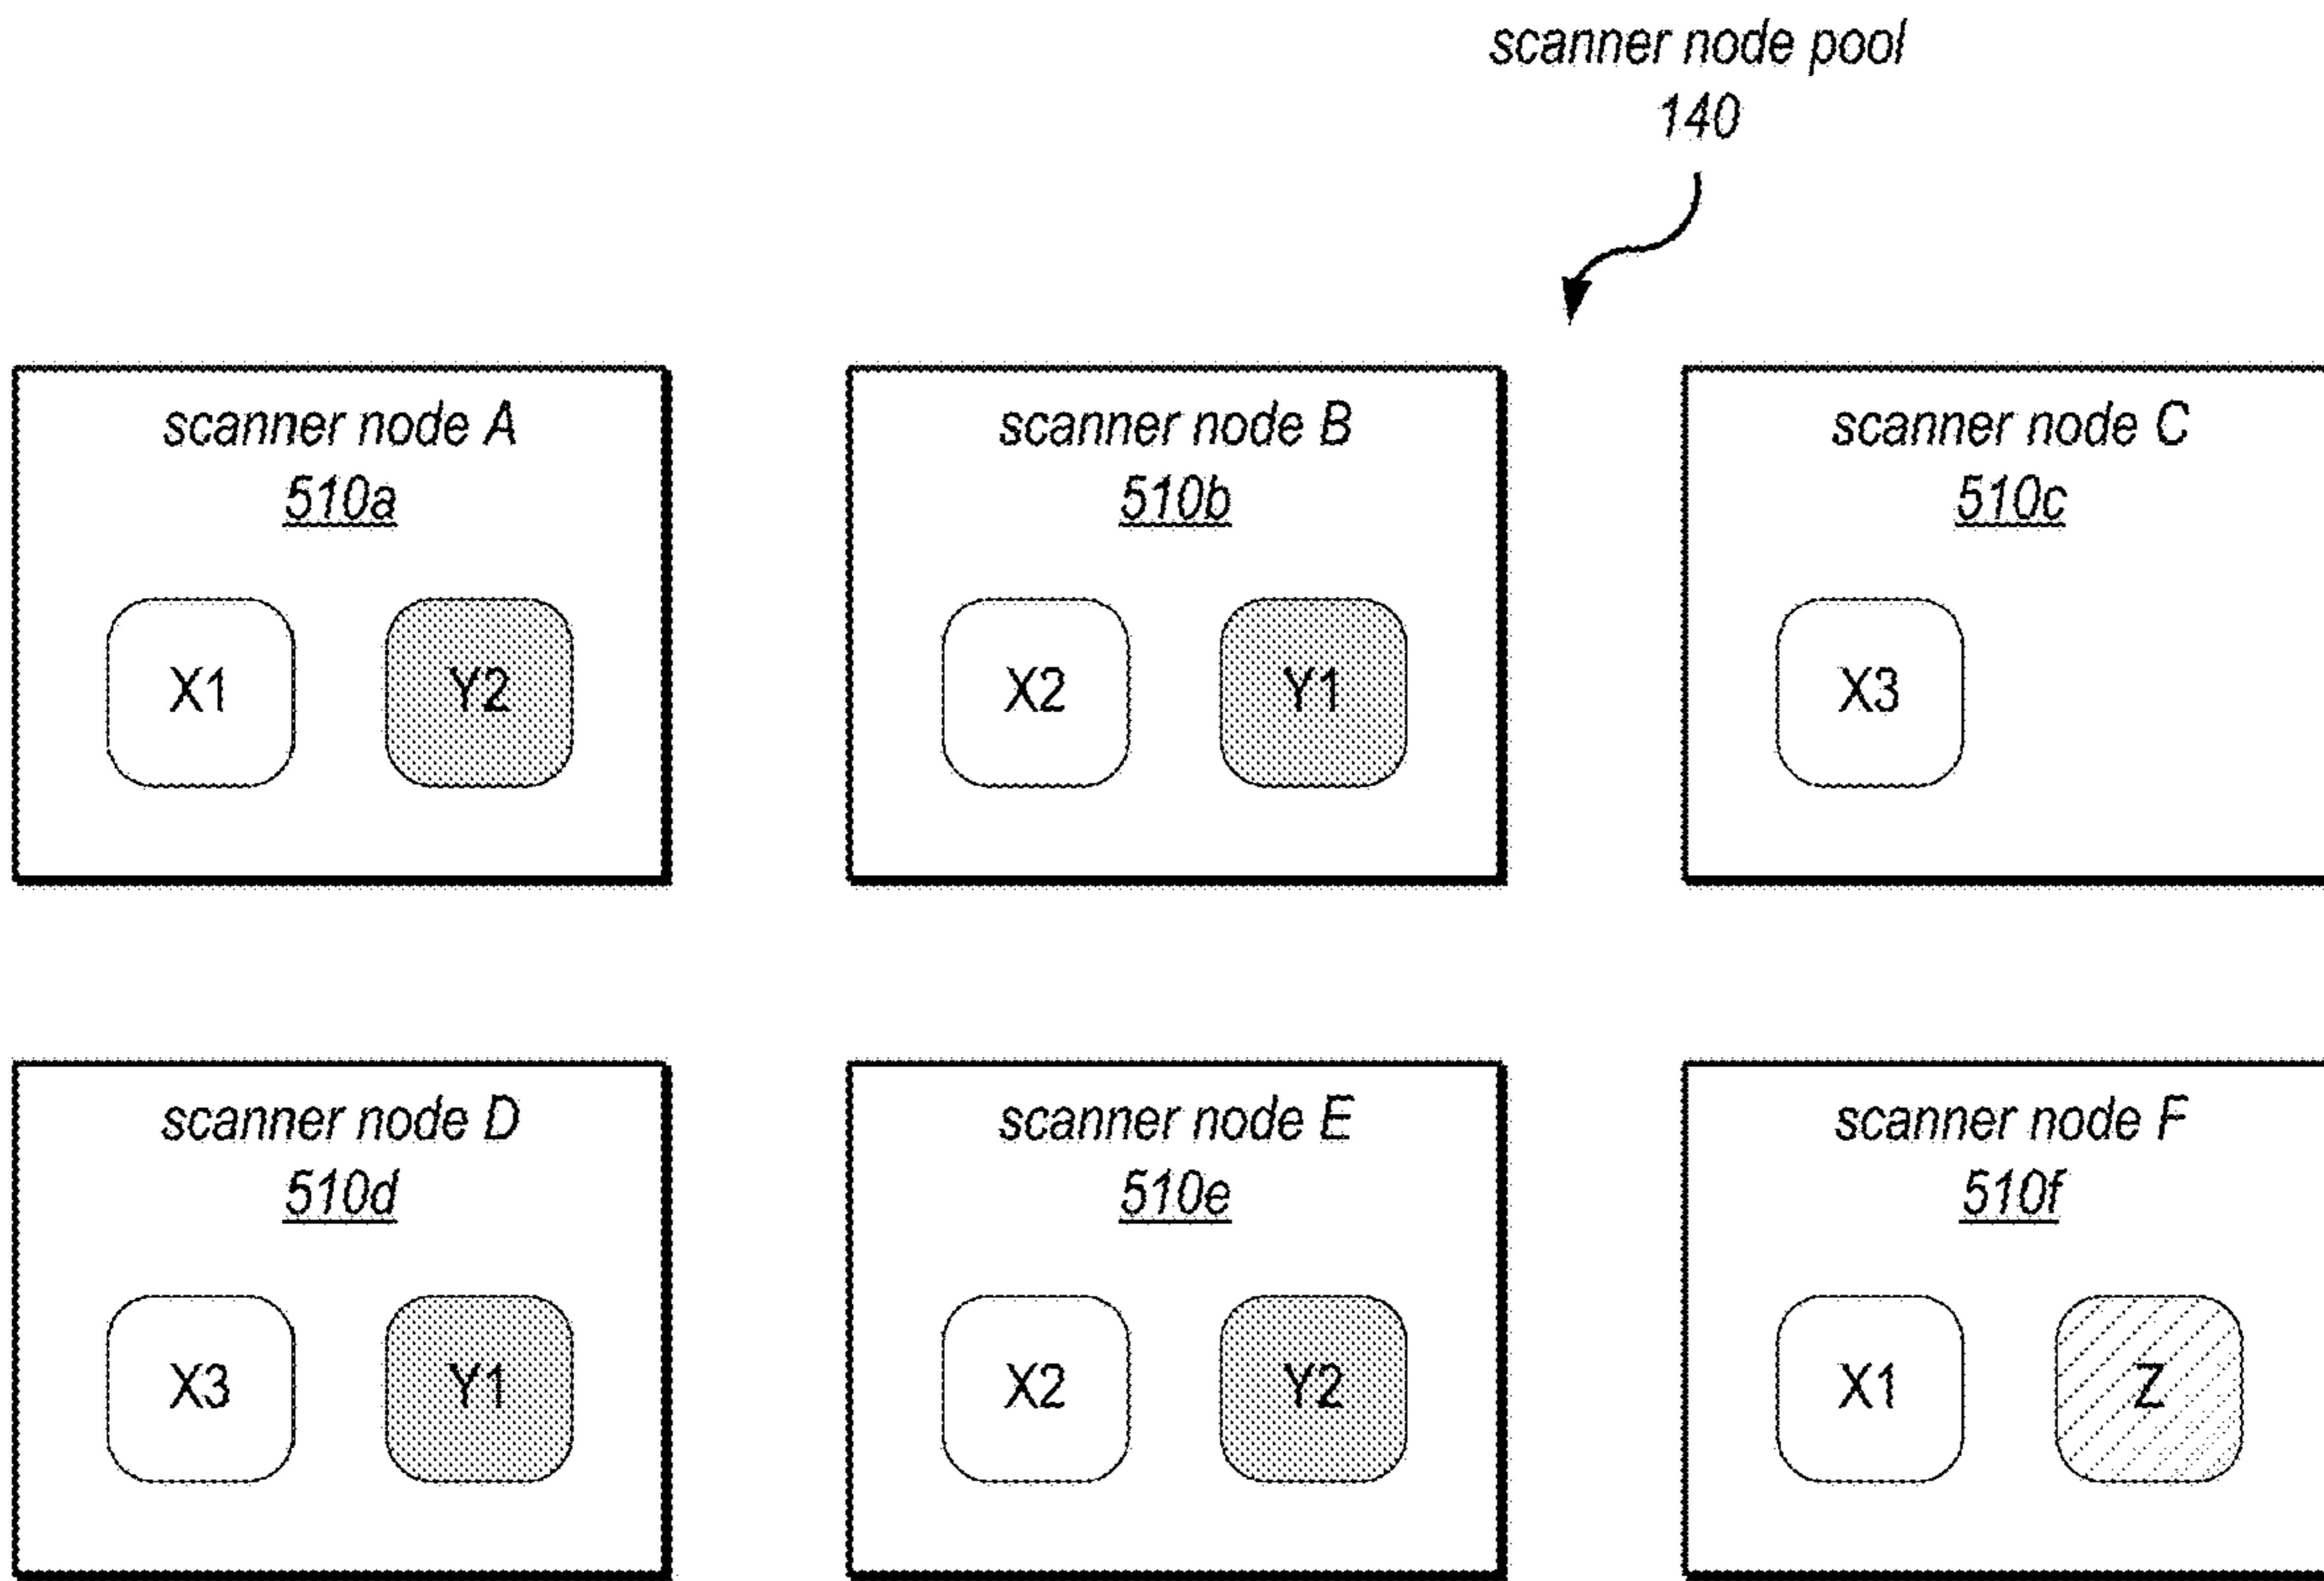 scanner node pool
140
scanner node A
510a
X1 Y2
scanner node B
510b
X2 Y1
scanner node C
510c
X3
scanner node D
510d
X3 Y1
scanner node E
510e
X2 Y2
scanner node F
510f
X1 Z